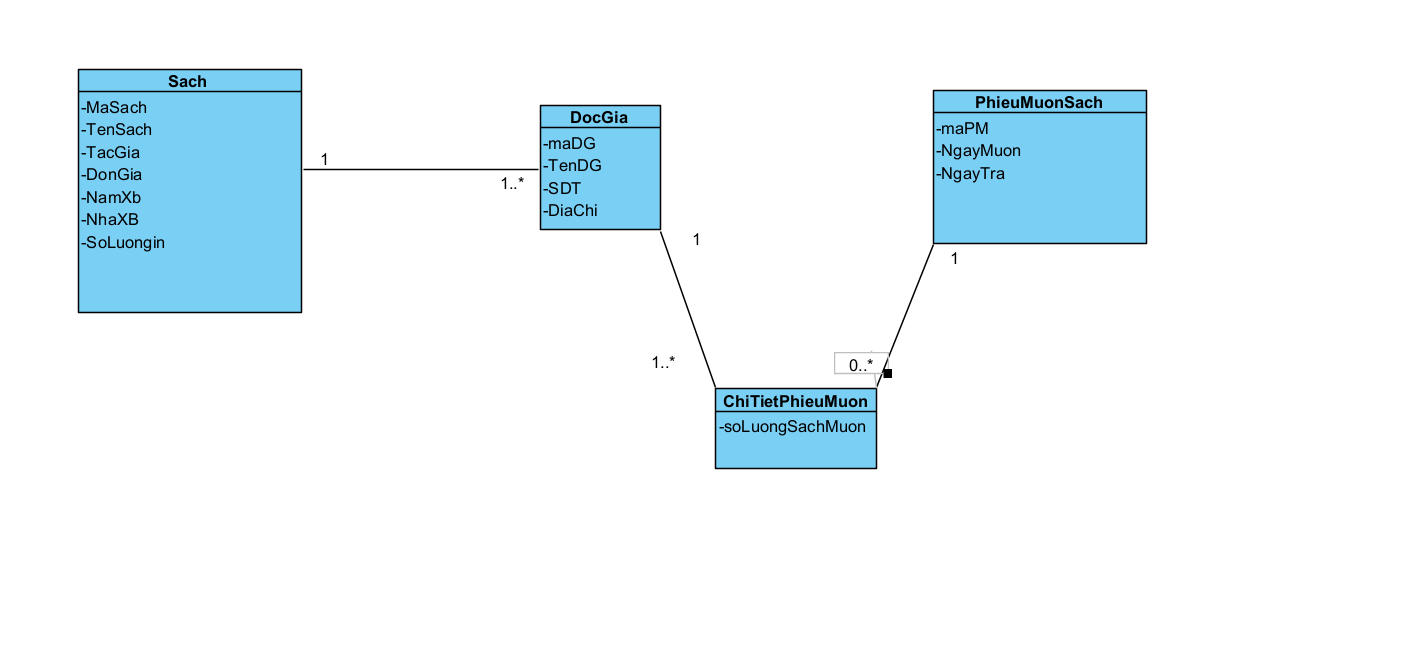 Sach
-MaSach
-TenSach
-TacGia
-DonGia
-NamXb
-NhaXB
-SoLuongin
1
1..*
DocGia
-maDG
-TenDG
-SDT
-DiaChi
1
1..*
PhieuMuonSach
-maPM
-NgayMuon
-NgayTra
1
0..*
ChiTietPhieuMuon
-soLuongSachMuon